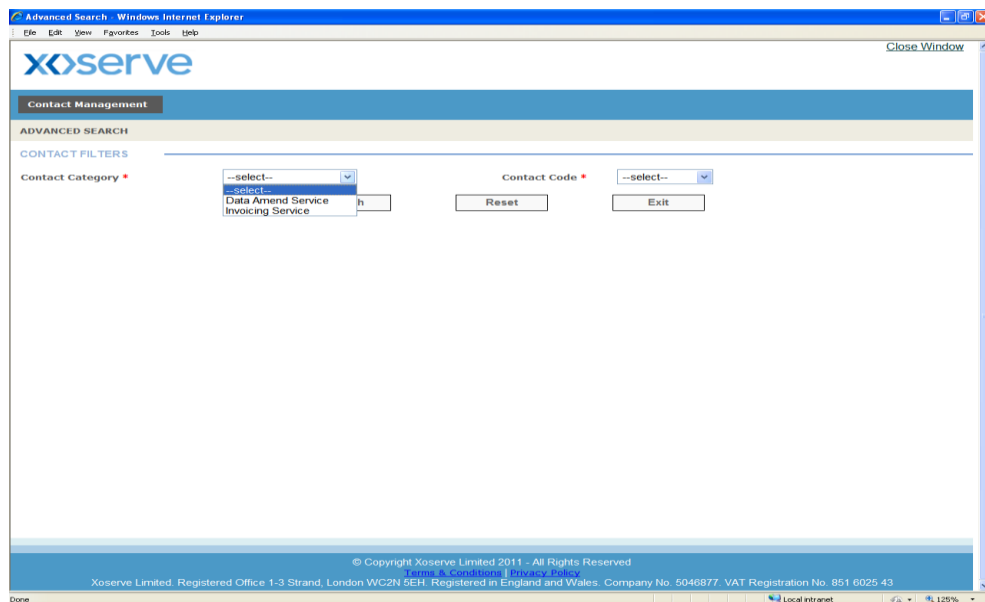 Advanced Search - Windows Internet Explorer
File Edit View Favorites Tools Help
Close Window
xoserve
Contact Management
ADVANCED SEARCH
CONTACT FILTERS
Contact Category * --select-- Contact Code * --select--
--select--
Data Amend Service
Invoicing Service
h Reset Exit
© Copyright Xoserve Limited 2011 - All Rights Reserved
Terms & Conditions | Privacy Policy
Xoserve Limited. Registered Office 1-3 Strand, London WC2N 5EH. Registered in England and Wales. Company No. 5046877. VAT Registration No. 851 6025 43
Done Local intranet 125%